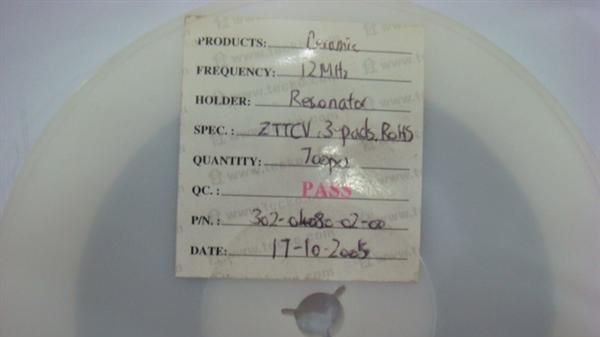 PRODUCTS: Ceramic
FREQUENCY: 12MHz
HOLDER: Resonator
SPEC.: ZTTCV, 3-pads, RoHS
QUANTITY: 700pcs
QC.: PASS
P/N.: 302-04080-02-00
DATE: 17-10-2005